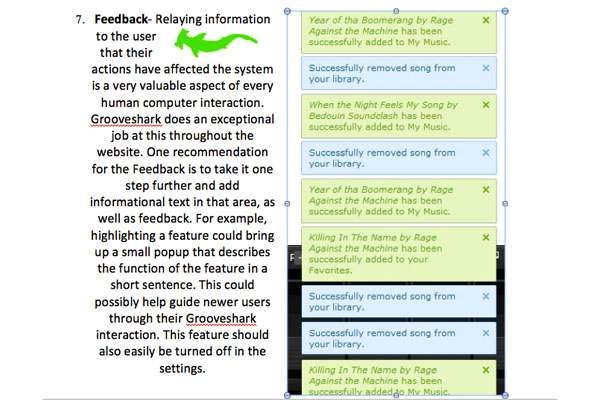 7. Feedback- Relaying information
to the user
that their
actions have affected the system
is a very valuable aspect of every
human computer interaction.
Grooveshark does an exceptional
job at this throughout the
website. One recommendation
for the Feedback is to take it one
step further and add
informational text in that area, as
well as feedback. For example,
highlighting a feature could bring
up a small popup that describes
the function of the feature in a
short sentence. This could
possibly help guide newer users
through their Grooveshark
interaction. This feature should
also easily be turned off in the
settings.
Year of tha Boomerang by Rage
Against the Machine has been
successfully added to My Music.
Successfully removed song from
your library.
When the Night Feels My Song by
Bedouin Soundclash has been
successfully added to My Music.
Successfully removed song from
your library.
Year of tha Boomerang by Rage
Against the Machine has been
successfully added to My Music.
Killing In The Name by Rage
Against the Machine has been
successfully added to your
Favorites.
Successfully removed song from
your library.
Successfully removed song from
your library.
Killing In The Name by Rage
Against the Machine has been
successfully added to My Music.